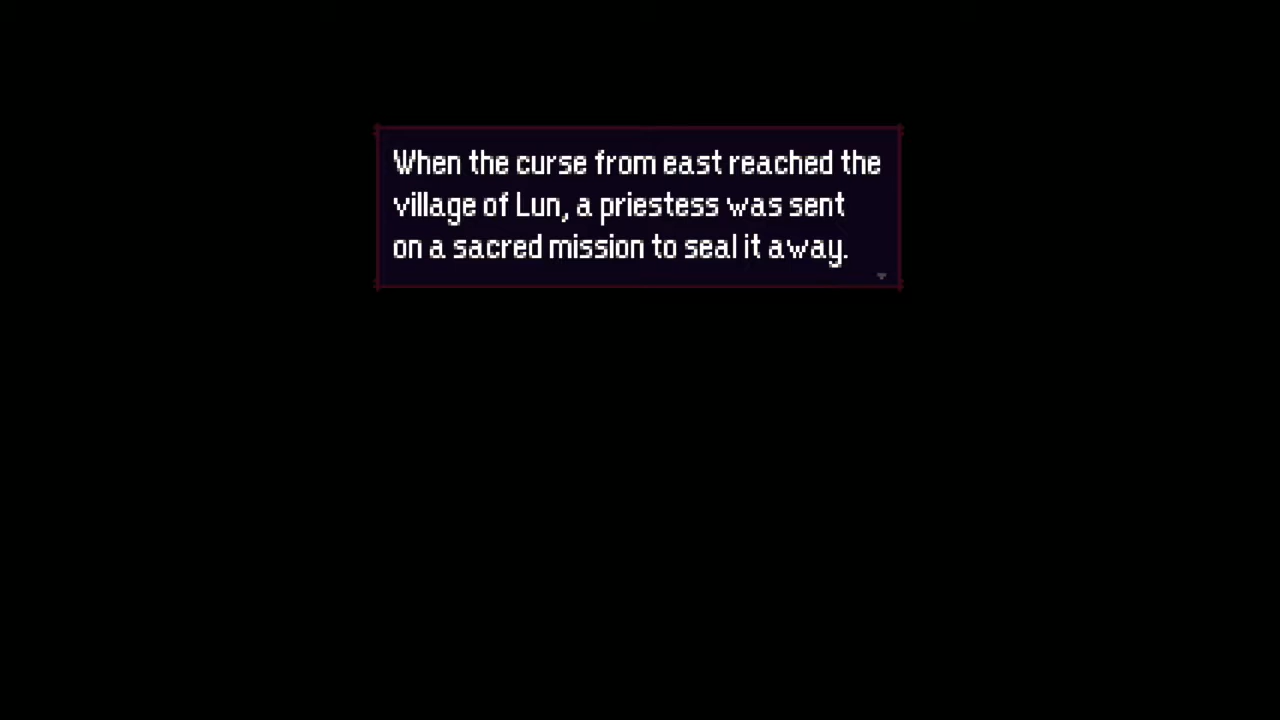 When the curse from east reached the
village of Lun, a priestess was sent
on a sacred mission to seal it away.